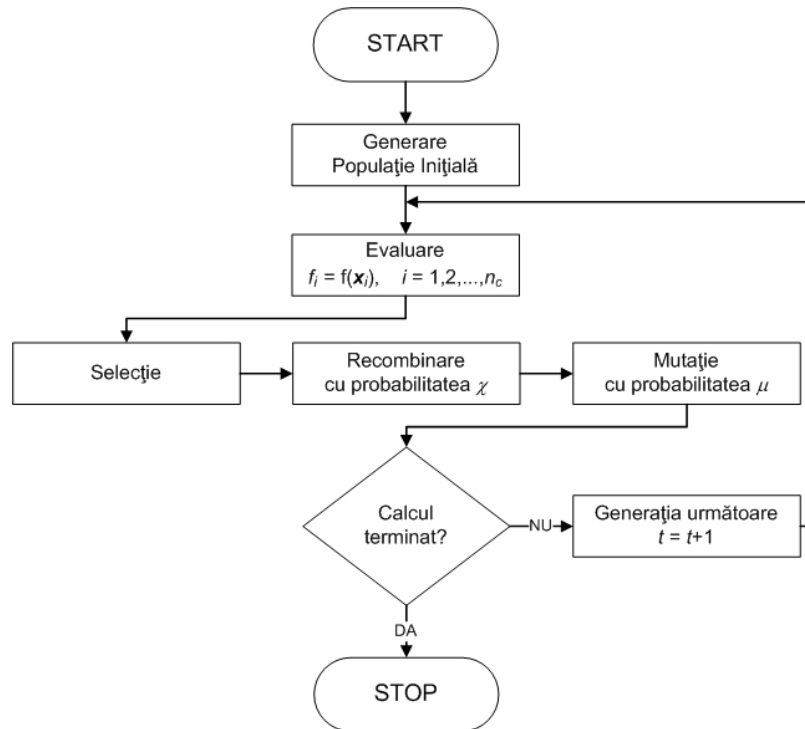 START
Generare
Populaţie Iniţială
Evaluare
fᵢ = f(xᵢ), i = 1,2,...,n_c
Selecţie
Recombinare
cu probabilitatea χ
Mutaţie
cu probabilitatea μ
Calcul
terminat?
NU
Generaţia următoare
t = t+1
DA
STOP